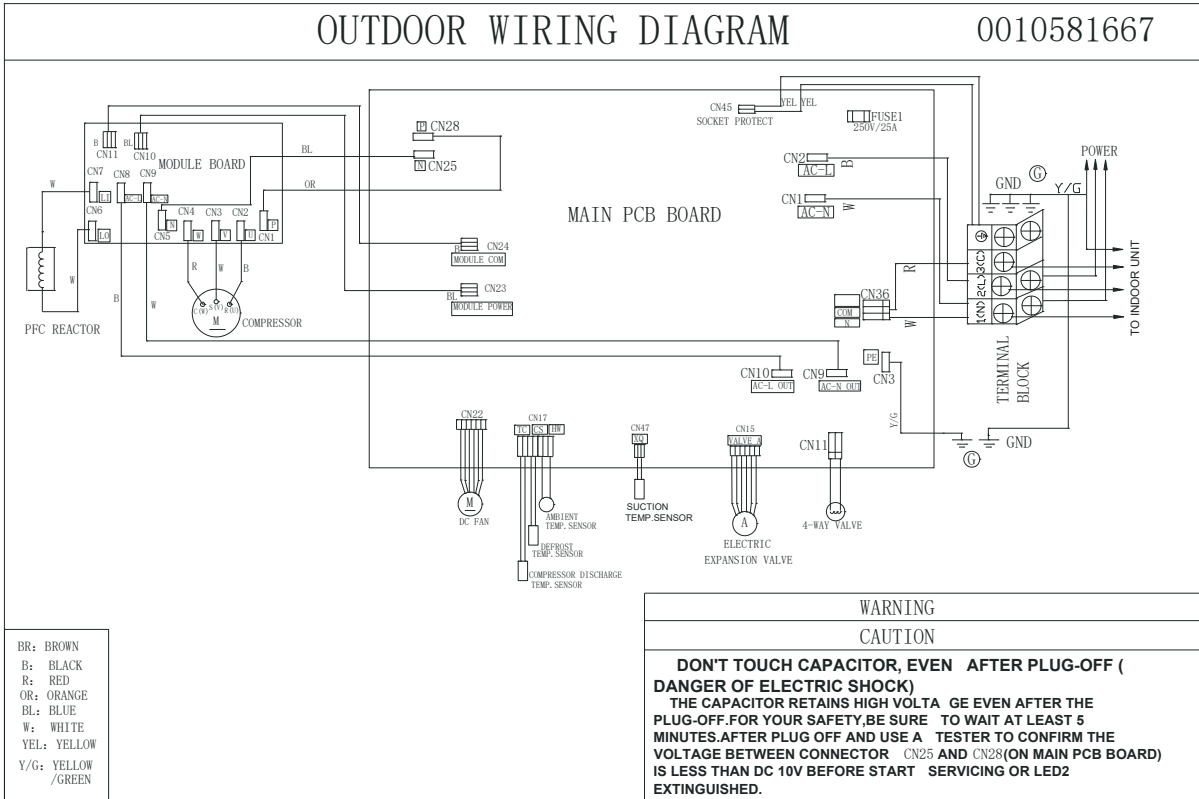 OUTDOOR WIRING DIAGRAM
0010581667
CN45
SOCKET PROTECT
YEL YEL
FUSE1
250V/25A
P CN28
N CN25
B
CN11
BL
CN10
MODULE BOARD
BL
OR
CN7
LI
CN8
AC-L
CN9
AC-N
CN6
LO
CN5
N
CN4
W
CN3
V
CN2
U
CN1
P
W
W
R
W
B
B
W
C(W)
S(V)
R(U)
M
COMPRESSOR
PFC REACTOR
MAIN PCB BOARD
CN2
AC-L
B
CN1
AC-N
W
B
CN24
MODULE COM
BL
CN23
MODULE POWER
POWER
GND
G
Y/G
3(C)
2(L)
1(N)
TO INDOOR UNIT
TERMINAL
BLOCK
R
CN36
COM
N
W
PE
CN3
Y/G
G
GND
CN10
AC-L OUT
CN9
AC-N OUT
CN22
M
DC FAN
CN17
TC CS HW
AMBIENT
TEMP.SENSOR
DEFROST
TEMP.SENSOR
COMPRESSOR DISCHARGE
TEMP.SENSOR
CN47
XQ
SUCTION
TEMP.SENSOR
CN15
VALVE A
A
ELECTRIC
EXPANSION VALVE
CN11
4-WAY VALVE
BR: BROWN
B: BLACK
R: RED
OR: ORANGE
BL: BLUE
W: WHITE
YEL: YELLOW
Y/G: YELLOW
/GREEN
WARNING
CAUTION
DON'T TOUCH CAPACITOR, EVEN AFTER PLUG-OFF (
DANGER OF ELECTRIC SHOCK)
THE CAPACITOR RETAINS HIGH VOLTA GE EVEN AFTER THE
PLUG-OFF.FOR YOUR SAFETY,BE SURE TO WAIT AT LEAST 5
MINUTES.AFTER PLUG OFF AND USE A TESTER TO CONFIRM THE
VOLTAGE BETWEEN CONNECTOR CN25 AND CN28(ON MAIN PCB BOARD)
IS LESS THAN DC 10V BEFORE START SERVICING OR LED2
EXTINGUISHED.